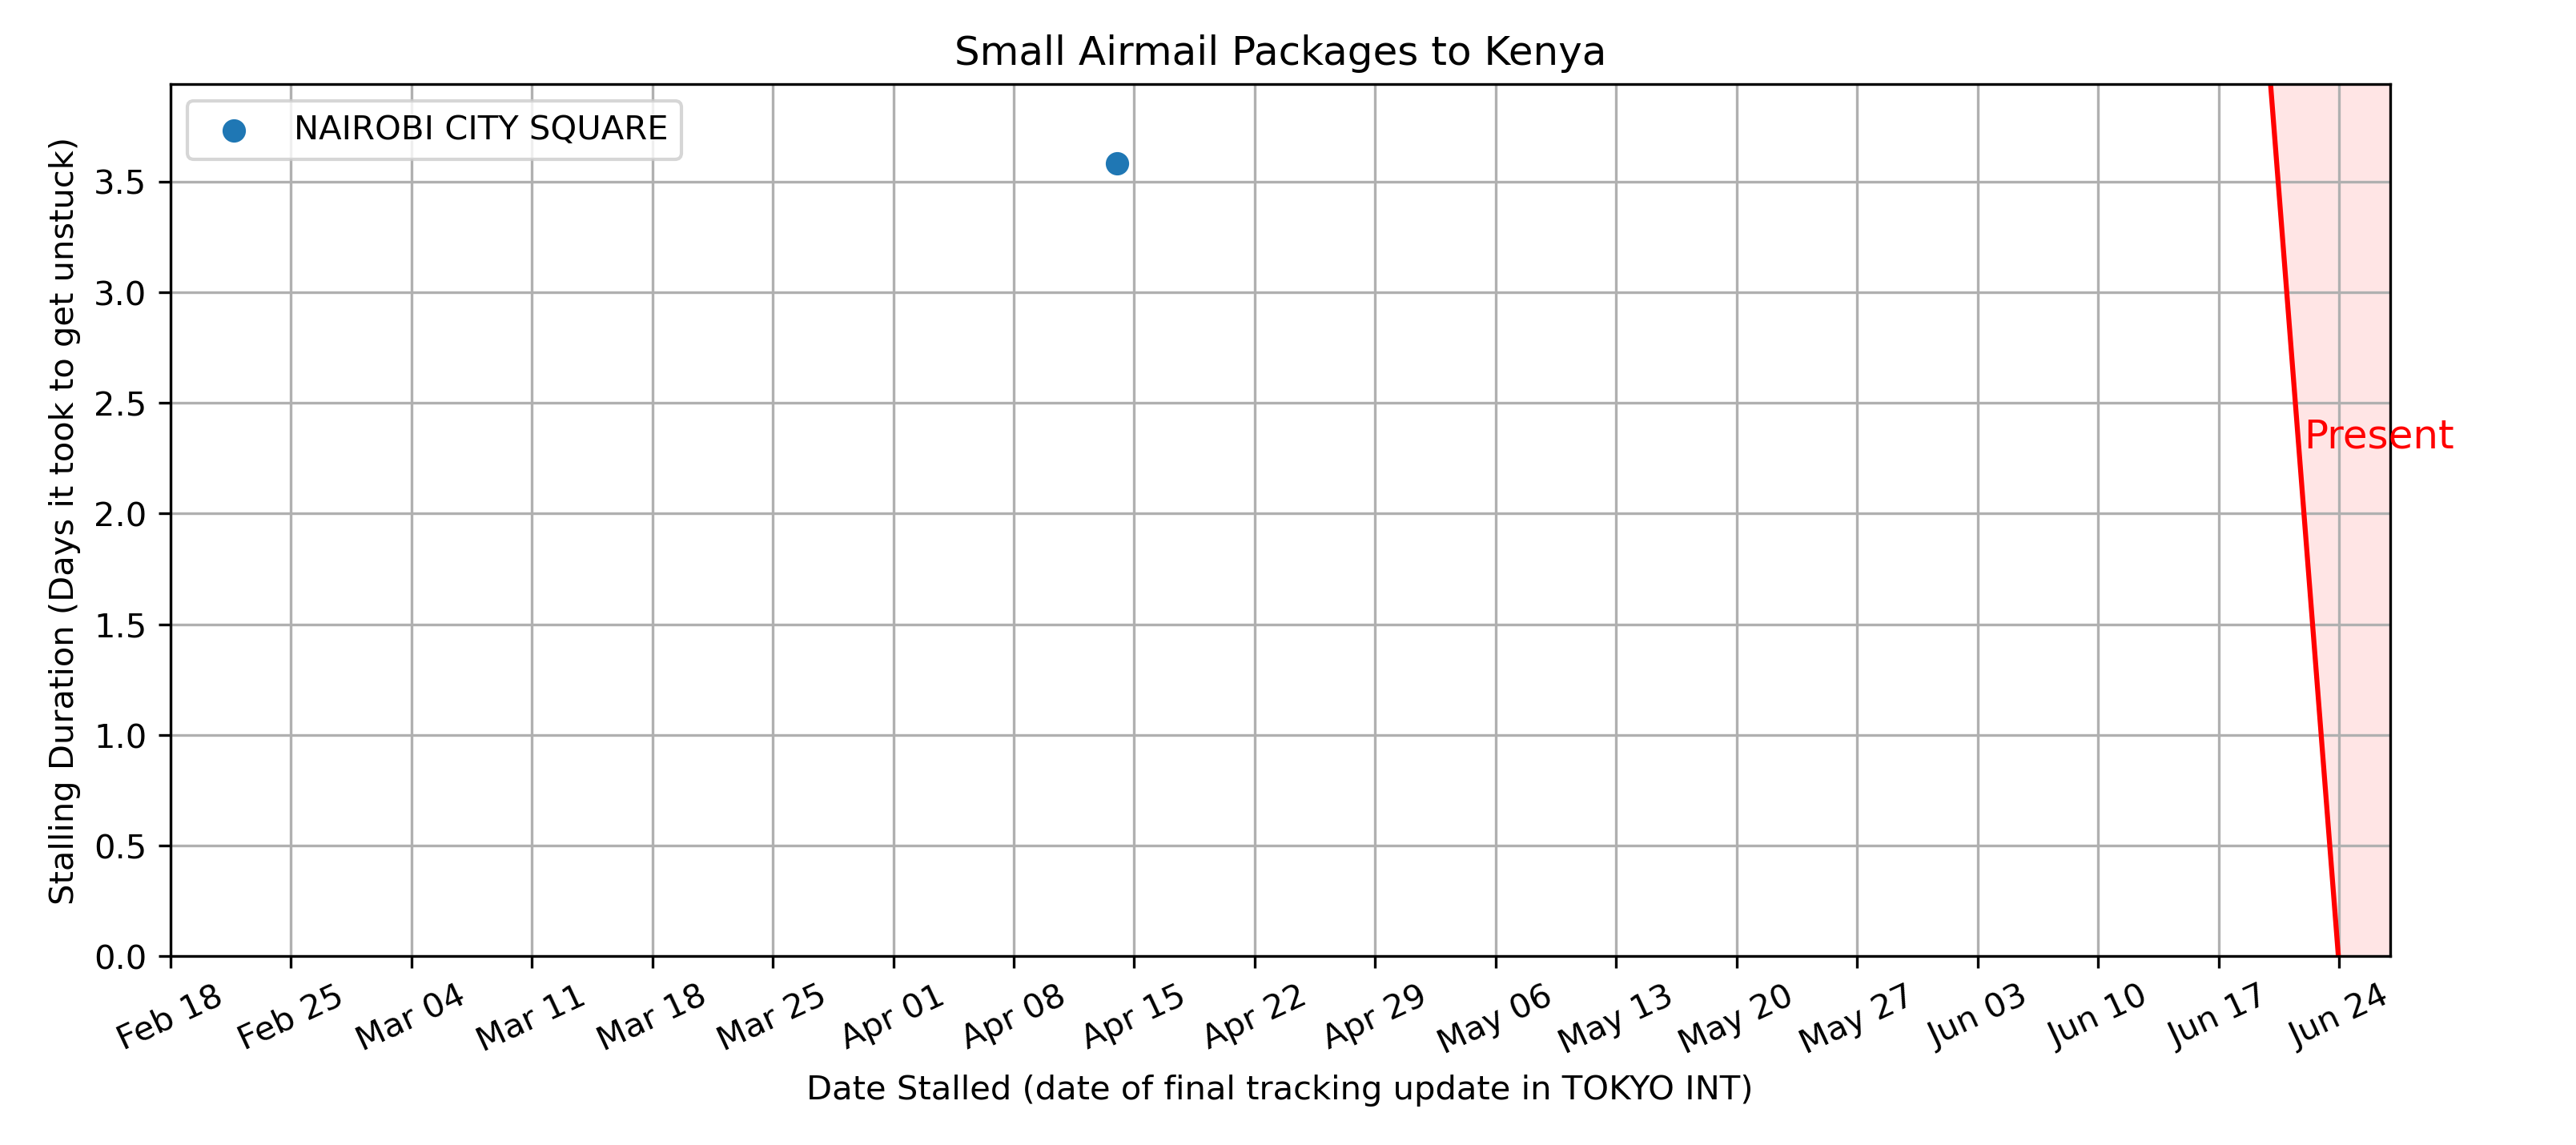 Small Airmail Packages to Kenya
NAIROBI CITY SQUARE
Stalling Duration (Days it took to get unstuck)
3.5
3.0
2.5
2.0
1.5
1.0
0.5
0.0
Present
Feb 18 Feb 25 Mar 04 Mar 11 Mar 18 Mar 25 Apr 01 Apr 08 Apr 15 Apr 22 Apr 29 May 06 May 13 May 20 May 27 Jun 03 Jun 10 Jun 17 Jun 24
Date Stalled (date of final tracking update in TOKYO INT)